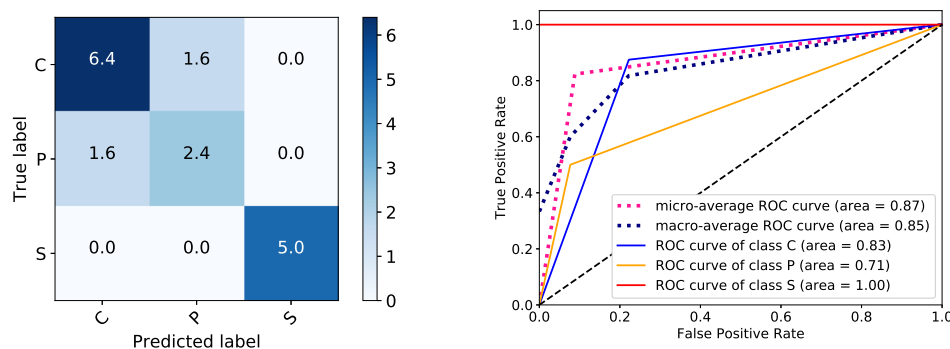 C
P
S
True label
6.4 1.6 0.0
1.6 2.4 0.0
0.0 0.0 5.0
C P S
Predicted label
6
5
4
3
2
1
0
True Positive Rate
1.0
0.8
0.6
0.4
0.2
0.0
micro-average ROC curve (area = 0.87)
macro-average ROC curve (area = 0.85)
ROC curve of class C (area = 0.83)
ROC curve of class P (area = 0.71)
ROC curve of class S (area = 1.00)
0.0 0.2 0.4 0.6 0.8 1.0
False Positive Rate